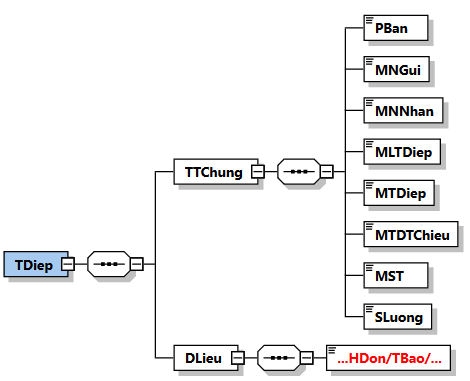 PBan
MNGui
MNNhan
MLTDiep
TTChung
MTDiep
MTDTChieu
TDiep
MST
SLuong
DLieu
...HDon/TBao/...